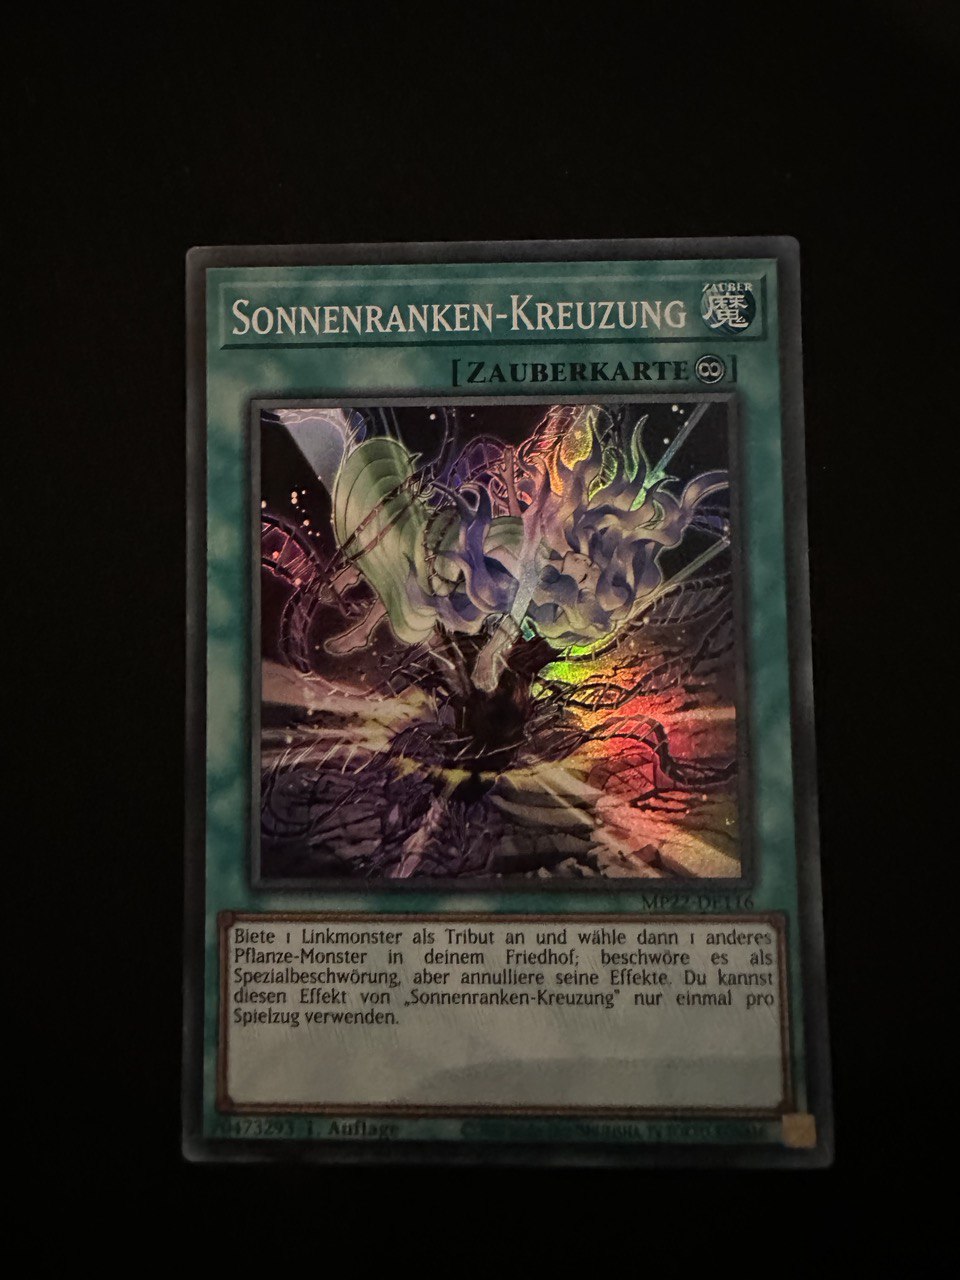 SONNENRANKEN-KREUZUNG
ZAUBER
魔
[ZAUBERKARTE]
MP22-DE116
Biete 1 Linkmonster als Tribut an und wähle dann 1 anderes
Pflanze-Monster in deinem Friedhof; beschwöre es als
Spezialbeschwörung, aber annulliere seine Effekte. Du kannst
diesen Effekt von „Sonnenranken-Kreuzung" nur einmal pro
Spielzug verwenden.
1. Auflage